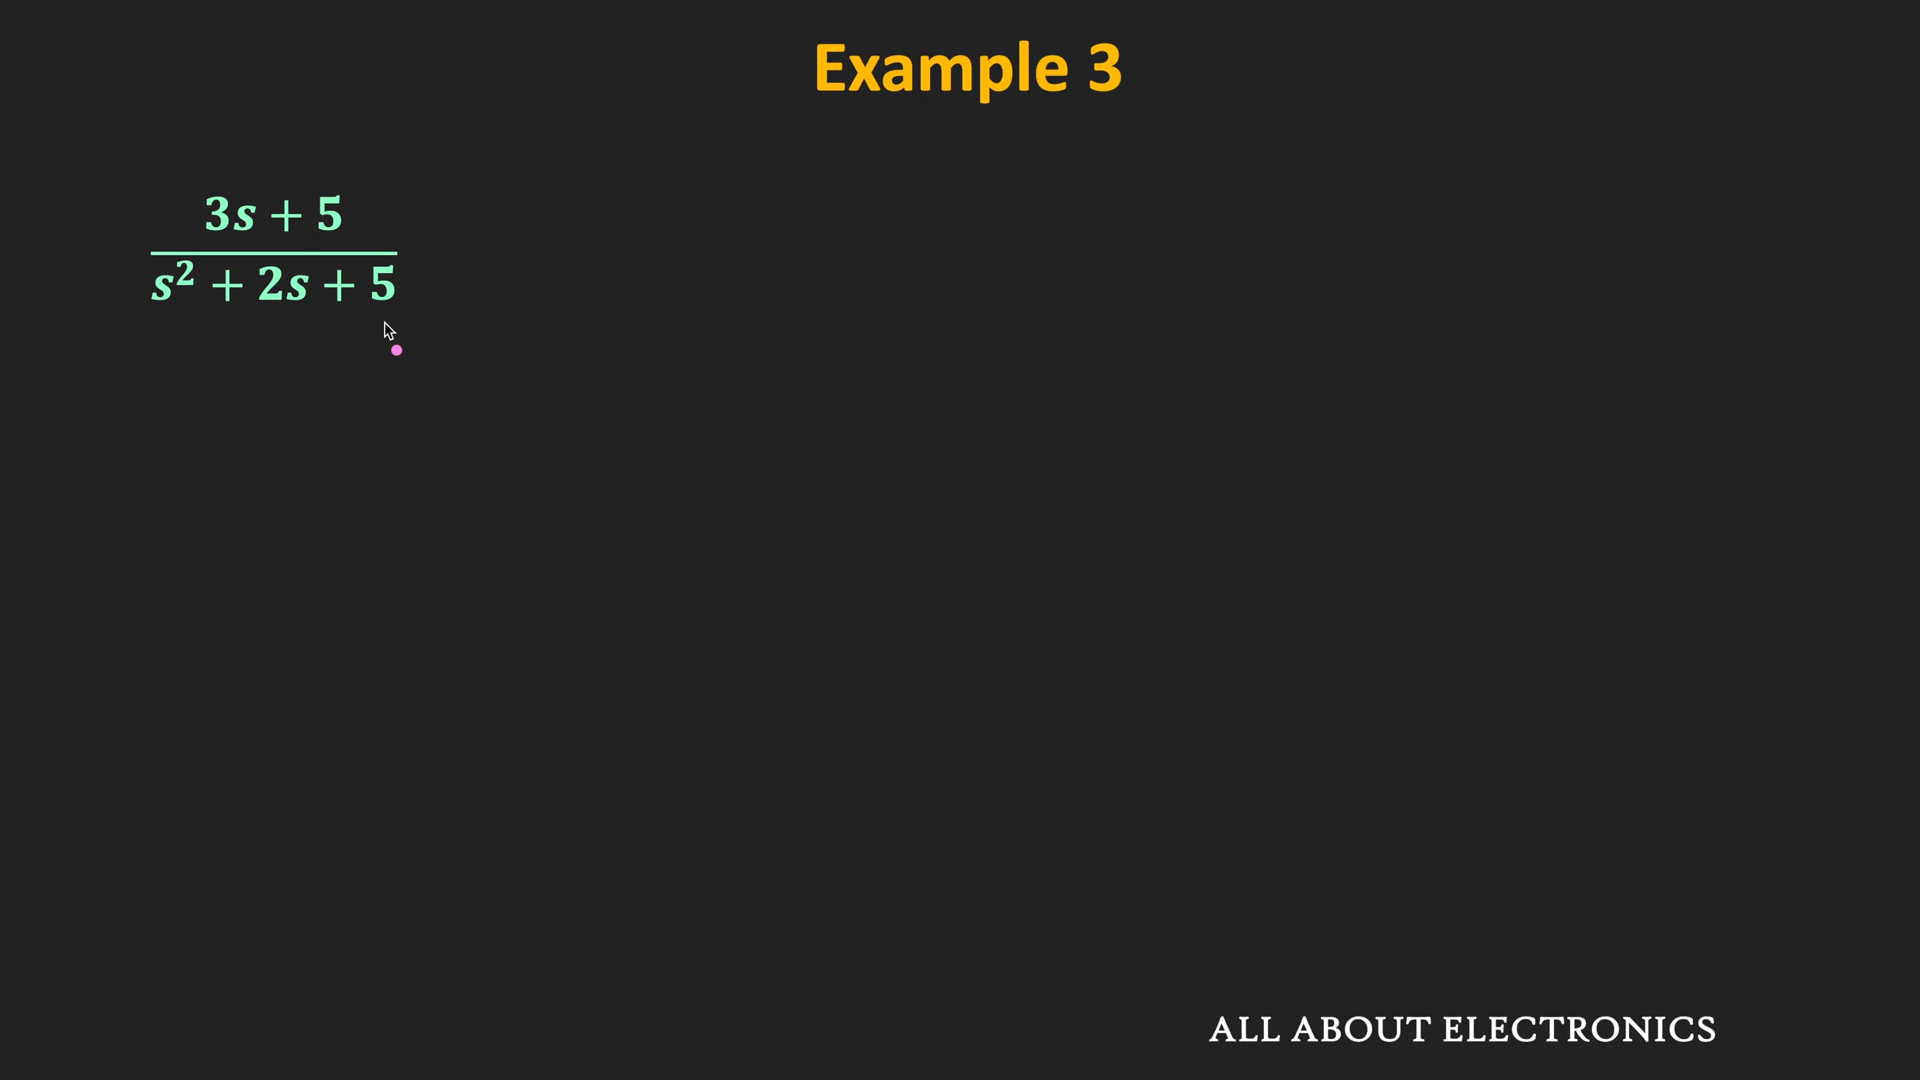 Example 3
3s + 5
s² + 2s + 5
ALL ABOUT ELECTRONICS